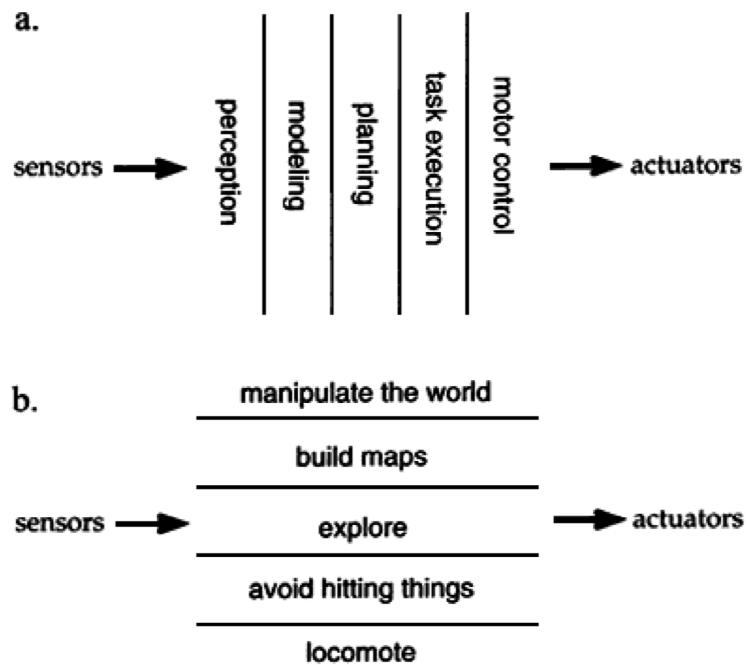 a.
sensors
perception
modeling
planning
task execution
motor control
actuators
b.
manipulate the world
build maps
sensors
explore
actuators
avoid hitting things
locomote